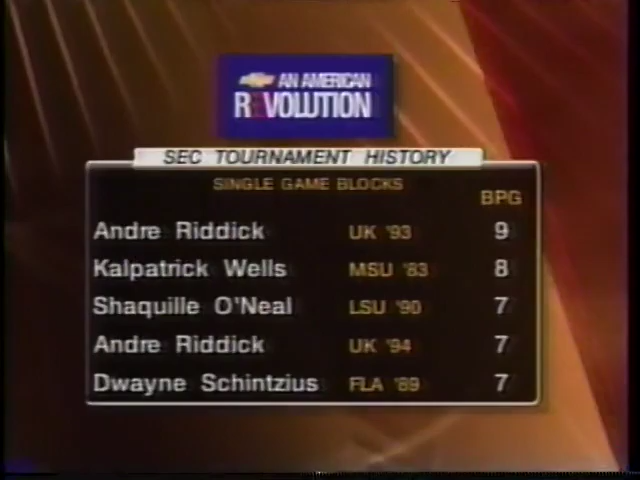 AN AMERICAN
REVOLUTION
SEC TOURNAMENT HISTORY
SINGLE GAME BLOCKS
BPG
Andre Riddick UK '93 9
Kalpatrick Wells MSU '83 8
Shaquille O'Neal LSU '90 7
Andre Riddick UK '94 7
Dwayne Schintzius FLA '89 7